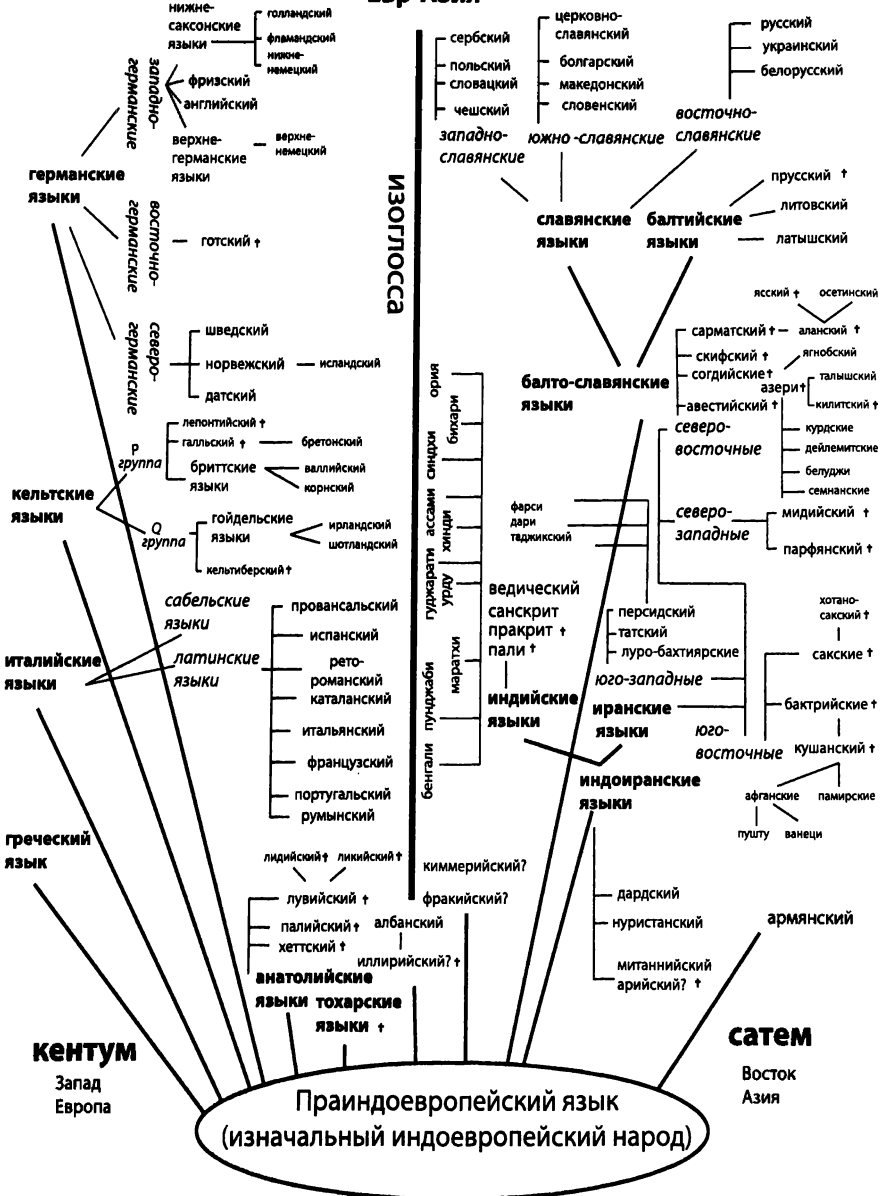 Евр-Азия
нижне-
саксонские
языки
голландский
фламандский
нижне-
немецкий
западно-
германские
фризский
английский
верхне-
германские
языки
верхне-
немецкий
германские
языки
восточно-
германские
готский †
северо-
германские
шведский
норвежский
исландский
датский
кельтские
языки
P
группа
лепонтийский †
галльский †
бретонский
бриттские
языки
валлийский
корнский
Q
группа
гойдельские
языки
ирландский
шотландский
кельтиберский †
италийские
языки
сабельские
языки
латинские
языки
провансальский
испанский
рето-
романский
каталанский
итальянский
французский
португальский
румынский
греческий
язык
лидийский †
ликийский †
лувийский †
палийский †
хеттский †
анатолийские
языки
тохарские
языки †
албанский
иллирийский? †
киммерийский?
фракийский?
изоглосса
сербский
польский
словацкий
чешский
западно-
славянские
церковно-
славянский
болгарский
македонский
словенский
южно -славянские
русский
украинский
белорусский
восточно-
славянские
славянские
языки
балтийские
языки
прусский †
литовский
латышский
балто-славянские
языки
ясский †
осетинский
сарматский †
аланский †
скифский †
ягнобский
согдийские †
азери †
талышский
килитский †
авестийский †
северо-
восточные
курдские
дейлемитские
белуджи
семнанские
северо-
западные
мидийский †
парфянский †
ория
бихари
синдхи
ассами
хинди
гуджарати
урду
маратхи
пунджаби
бенгали
фарси
дари
таджикский
ведический
санскрит
пракрит †
пали †
индийские
языки
персидский
татский
луро-бахтиярские
юго-западные
иранские
языки
юго-
восточные
хотано-
сакский †
сакские †
бактрийские †
кушанский †
афганские
памирские
пушту
ванеци
индоиранские
языки
дардский
нуристанский
митаннийский
арийский? †
армянский
кентум
Запад
Европа
сатем
Восток
Азия
Праиндоевропейский язык
(изначальный индоевропейский народ)